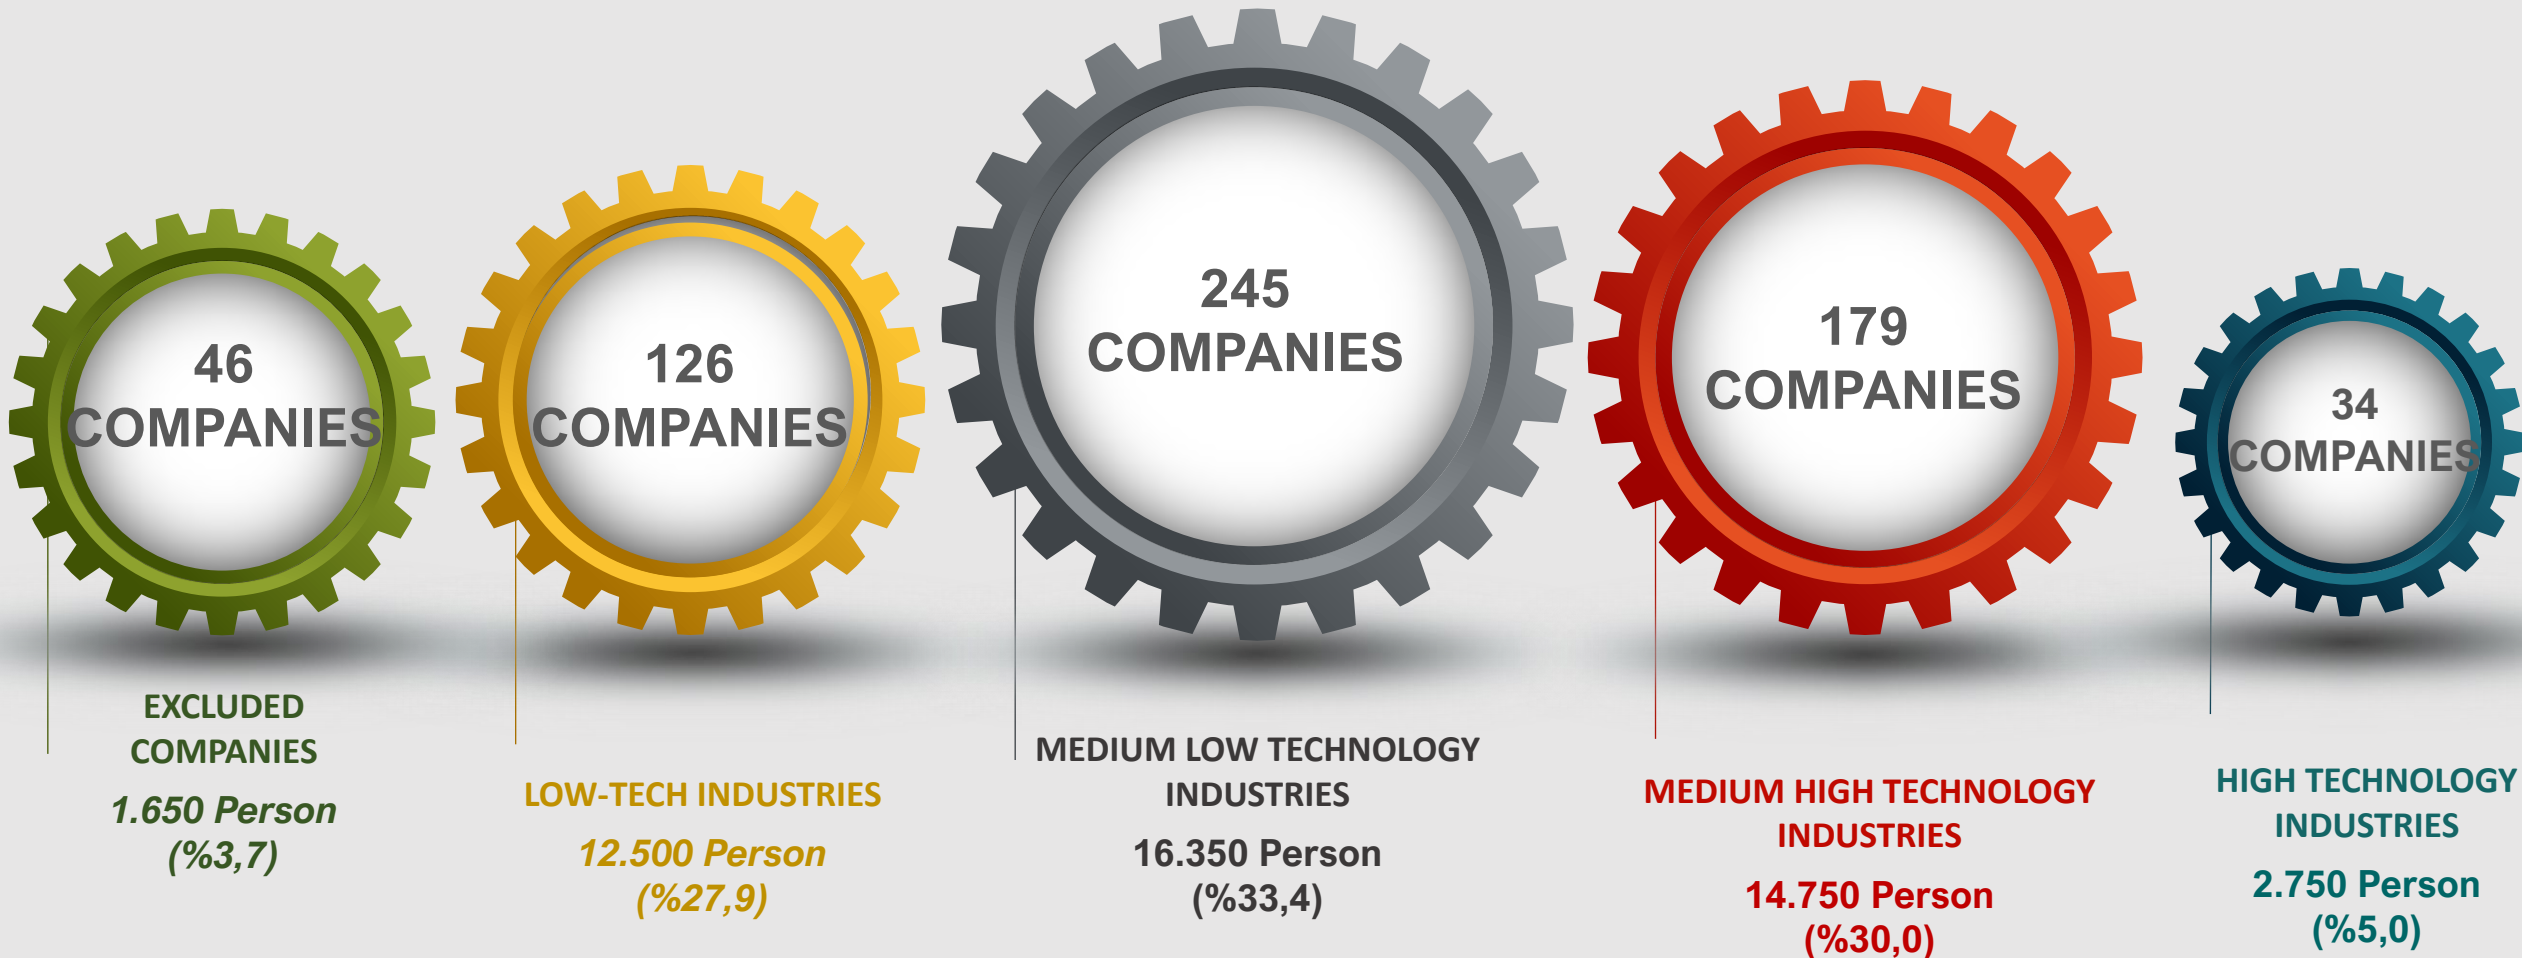 46
COMPANIES
EXCLUDED
COMPANIES
1.650 Person
(%3,7)
126
COMPANIES
LOW-TECH INDUSTRIES
12.500 Person
(%27,9)
245
COMPANIES
MEDIUM LOW TECHNOLOGY
INDUSTRIES
16.350 Person
(%33,4)
179
COMPANIES
MEDIUM HIGH TECHNOLOGY
INDUSTRIES
14.750 Person
(%30,0)
34
COMPANIES
HIGH TECHNOLOGY
INDUSTRIES
2.750 Person
(%5,0)